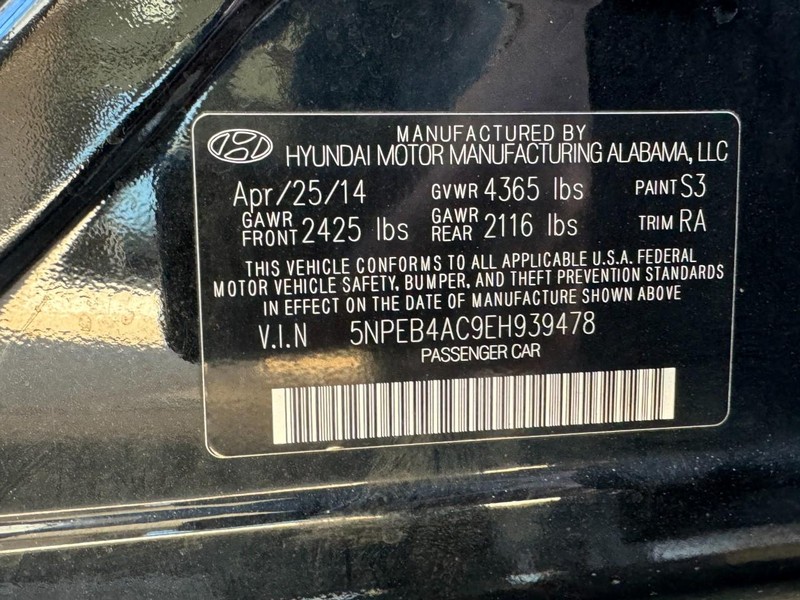 MANUFACTURED BY
HYUNDAI MOTOR MANUFACTURING ALABAMA, LLC
Apr/25/14 GVWR 4365 lbs PAINT S3
GAWR FRONT 2425 lbs GAWR REAR 2116 lbs TRIM RA
THIS VEHICLE CONFORMS TO ALL APPLICABLE U.S.A. FEDERAL
MOTOR VEHICLE SAFETY, BUMPER, AND THEFT PREVENTION STANDARDS
IN EFFECT ON THE DATE OF MANUFACTURE SHOWN ABOVE
V.I.N 5NPEB4AC9EH939478
PASSENGER CAR